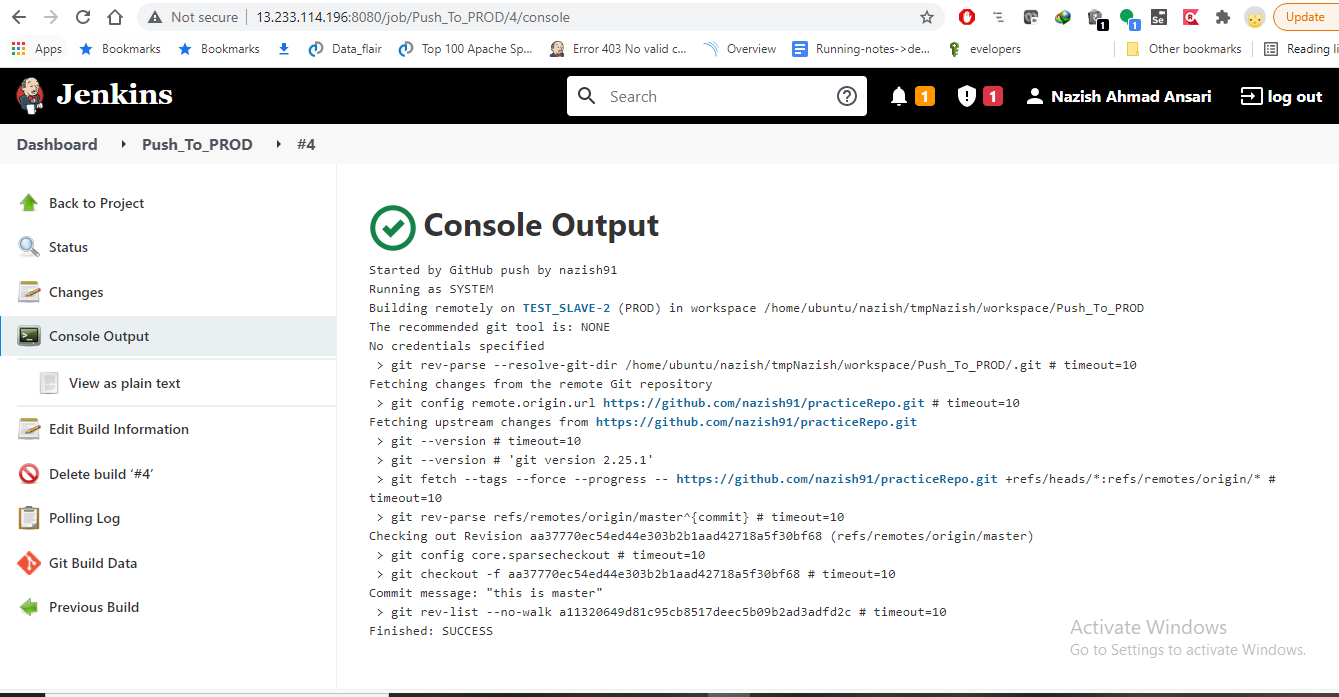 Not secure | 13.233.114.196:8080/job/Push_To_PROD/4/console
1
1
Se
Update
Apps
Bookmarks
Bookmarks
Data_flair
Top 100 Apache Sp...
Error 403 No valid c...
Overview
Running-notes->de...
evelopers
Other bookmarks
Reading li
Jenkins
Search
1
1
Nazish Ahmad Ansari
log out
Dashboard
Push_To_PROD
#4
Back to Project
Status
Changes
Console Output
View as plain text
Edit Build Information
Delete build ‘#4’
Polling Log
Git Build Data
Previous Build
Console Output
Started by GitHub push by nazish91
Running as SYSTEM
Building remotely on TEST_SLAVE-2 (PROD) in workspace /home/ubuntu/nazish/tmpNazish/workspace/Push_To_PROD
The recommended git tool is: NONE
No credentials specified
> git rev-parse --resolve-git-dir /home/ubuntu/nazish/tmpNazish/workspace/Push_To_PROD/.git # timeout=10
Fetching changes from the remote Git repository
> git config remote.origin.url https://github.com/nazish91/practiceRepo.git # timeout=10
Fetching upstream changes from https://github.com/nazish91/practiceRepo.git
> git --version # timeout=10
> git --version # 'git version 2.25.1'
> git fetch --tags --force --progress -- https://github.com/nazish91/practiceRepo.git +refs/heads/*:refs/remotes/origin/* #
timeout=10
> git rev-parse refs/remotes/origin/master^{commit} # timeout=10
Checking out Revision aa37770ec54ed44e303b2b1aad42718a5f30bf68 (refs/remotes/origin/master)
> git config core.sparsecheckout # timeout=10
> git checkout -f aa37770ec54ed44e303b2b1aad42718a5f30bf68 # timeout=10
Commit message: "this is master"
> git rev-list --no-walk a11320649d81c95cb8517deec5b09b2ad3adfd2c # timeout=10
Finished: SUCCESS
Activate Windows
Go to Settings to activate Windows.